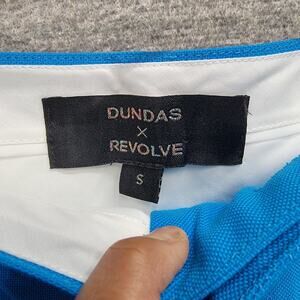 DUNDAS
×
REVOLVE
S